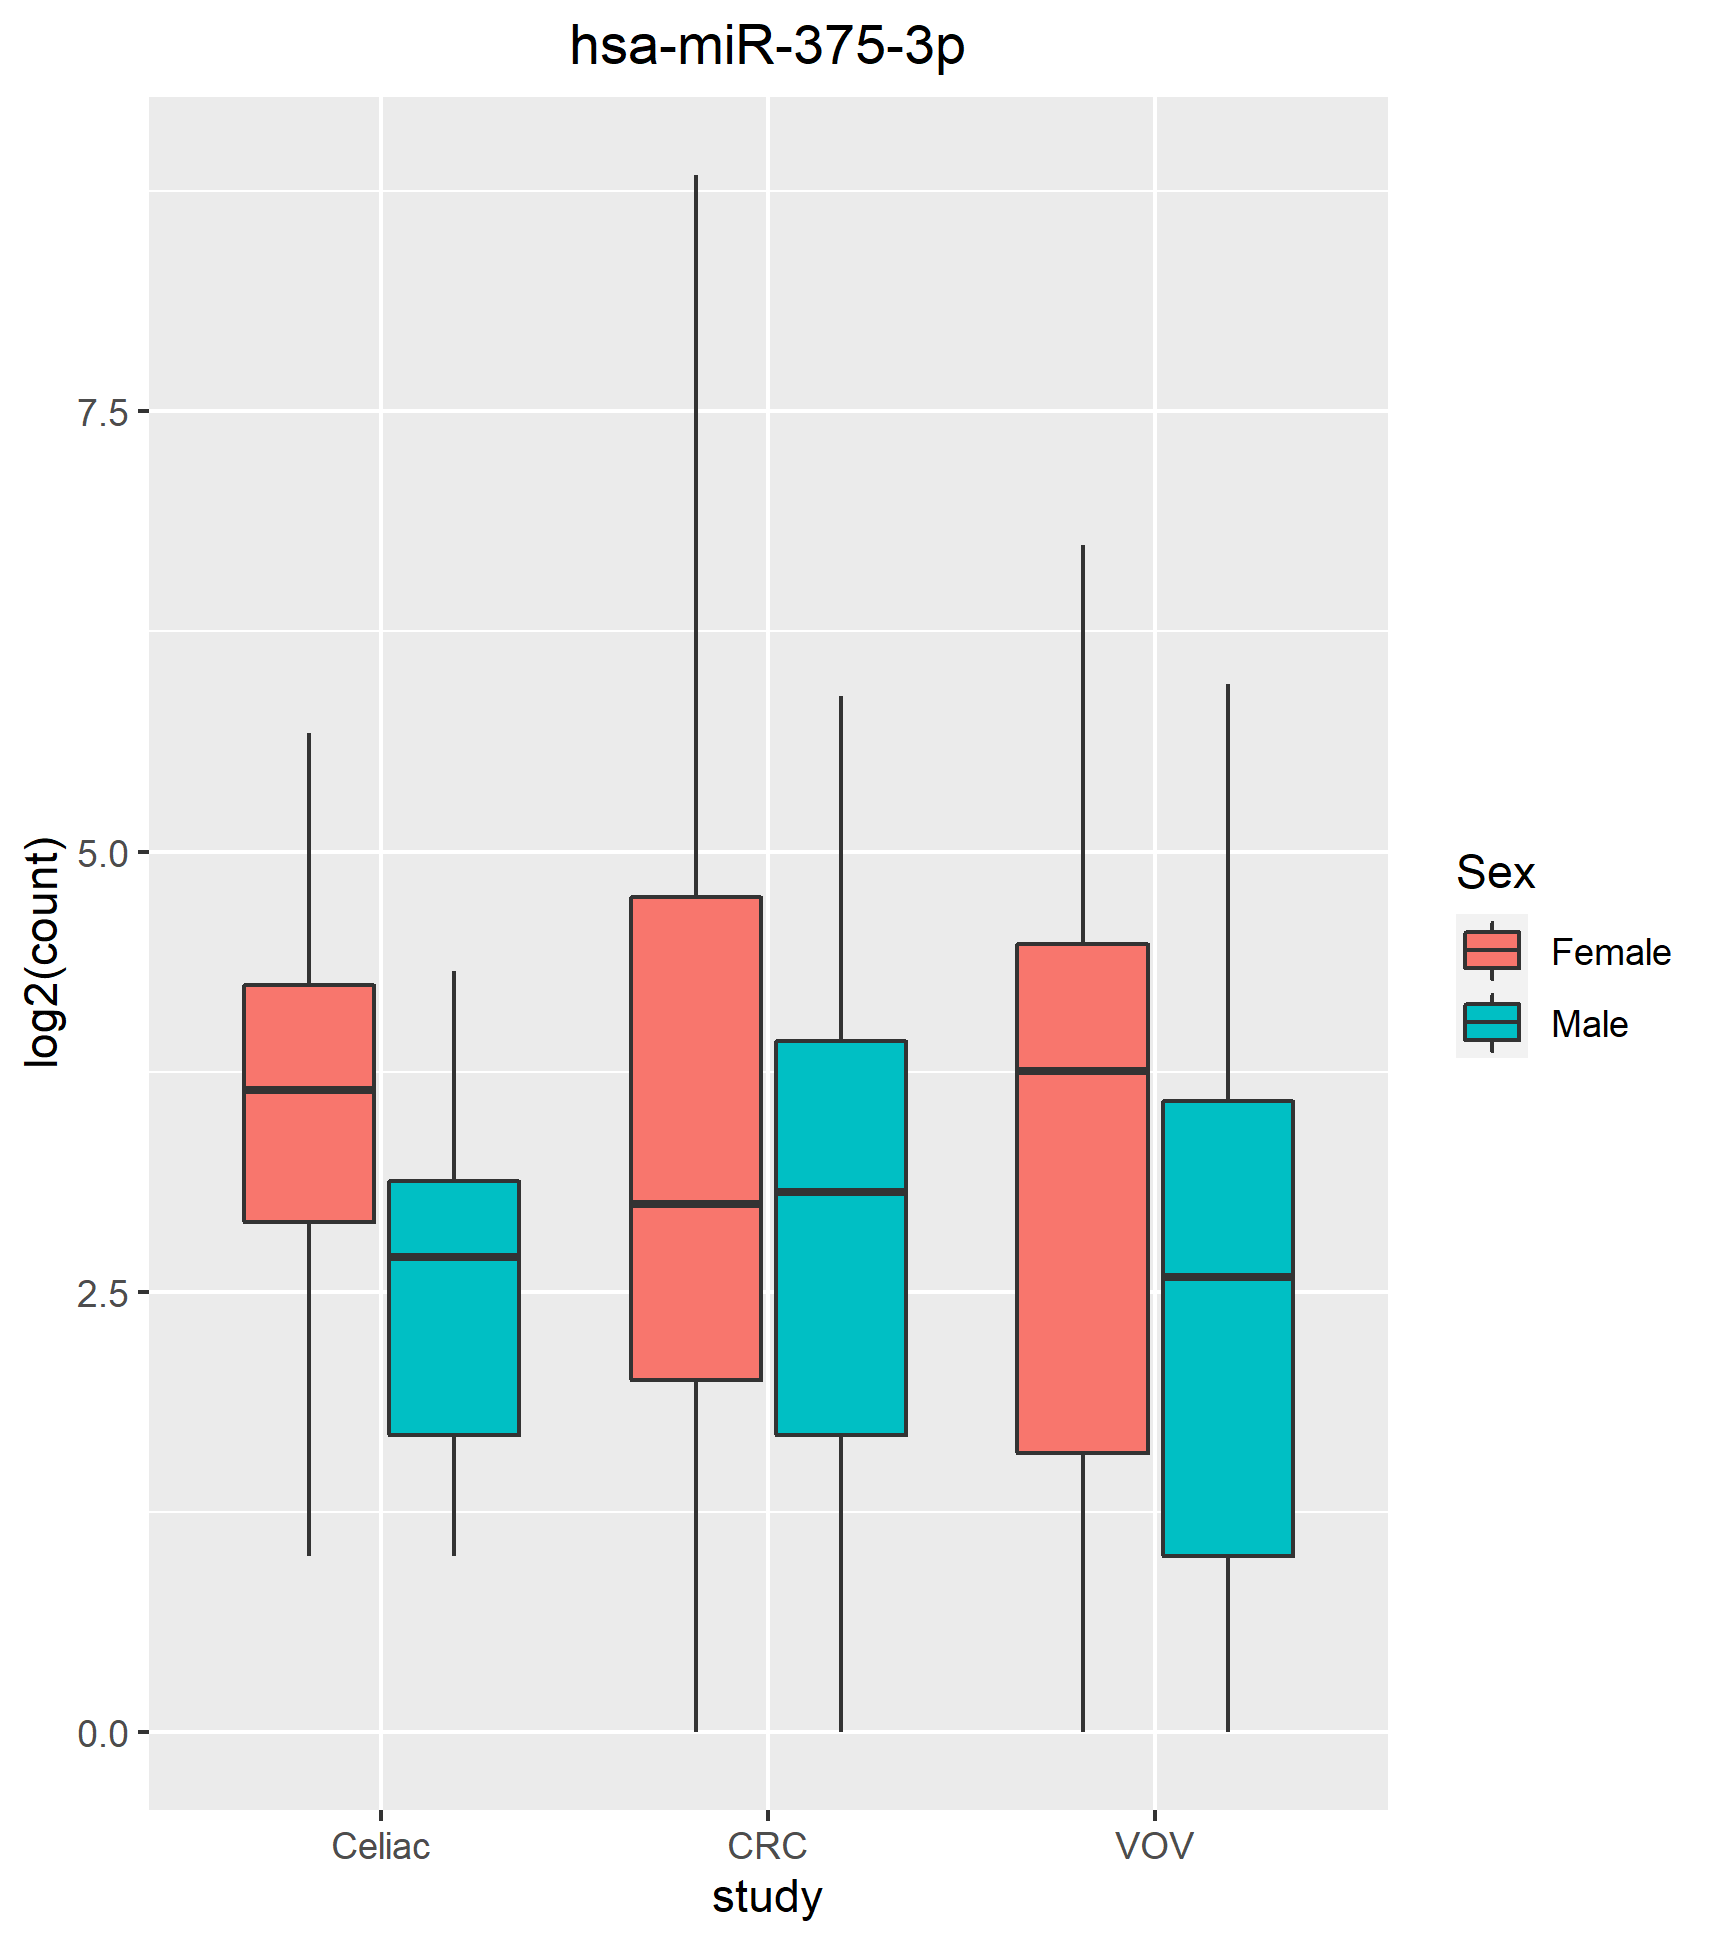 hsa-miR-375-3p
log2(count)
7.5
5.0
2.5
0.0
Celiac CRC VOV
study
Sex
Female
Male